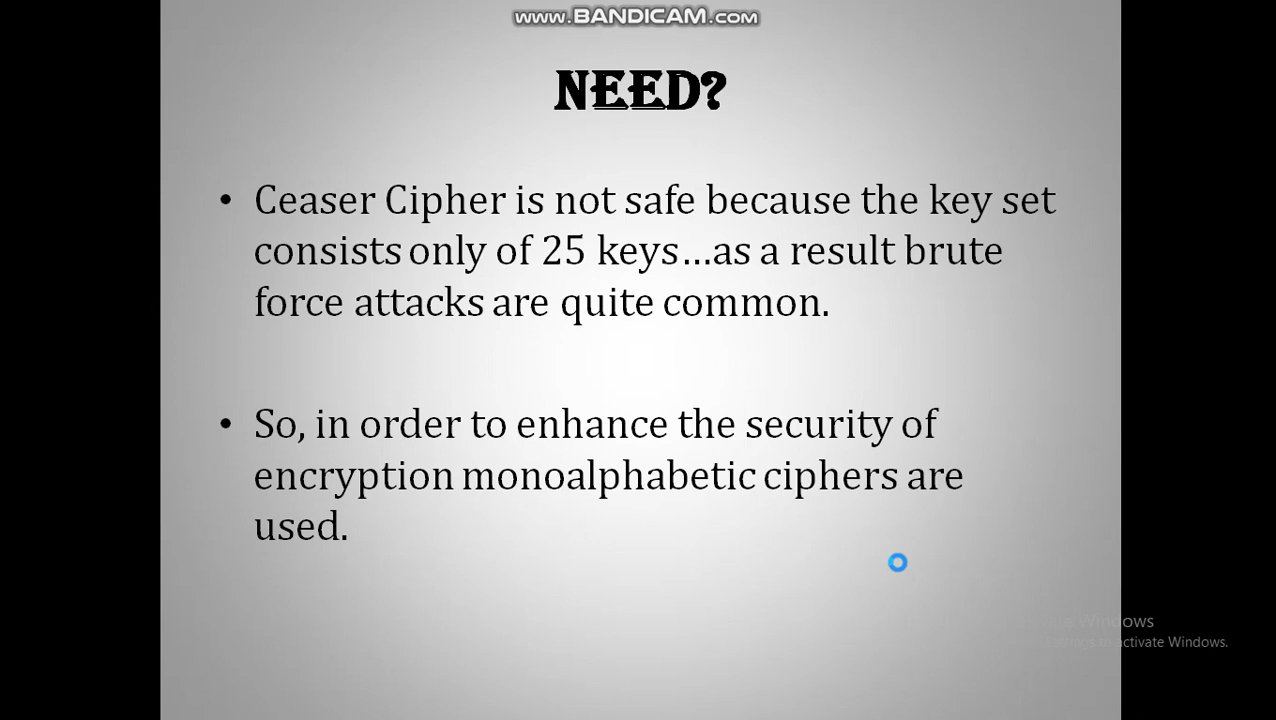 www.BANDICAM.com
NEED?
• Ceaser Cipher is not safe because the key set
consists only of 25 keys...as a result brute
force attacks are quite common.
• So, in order to enhance the security of
encryption monoalphabetic ciphers are
used.
Windows
activate Windows.